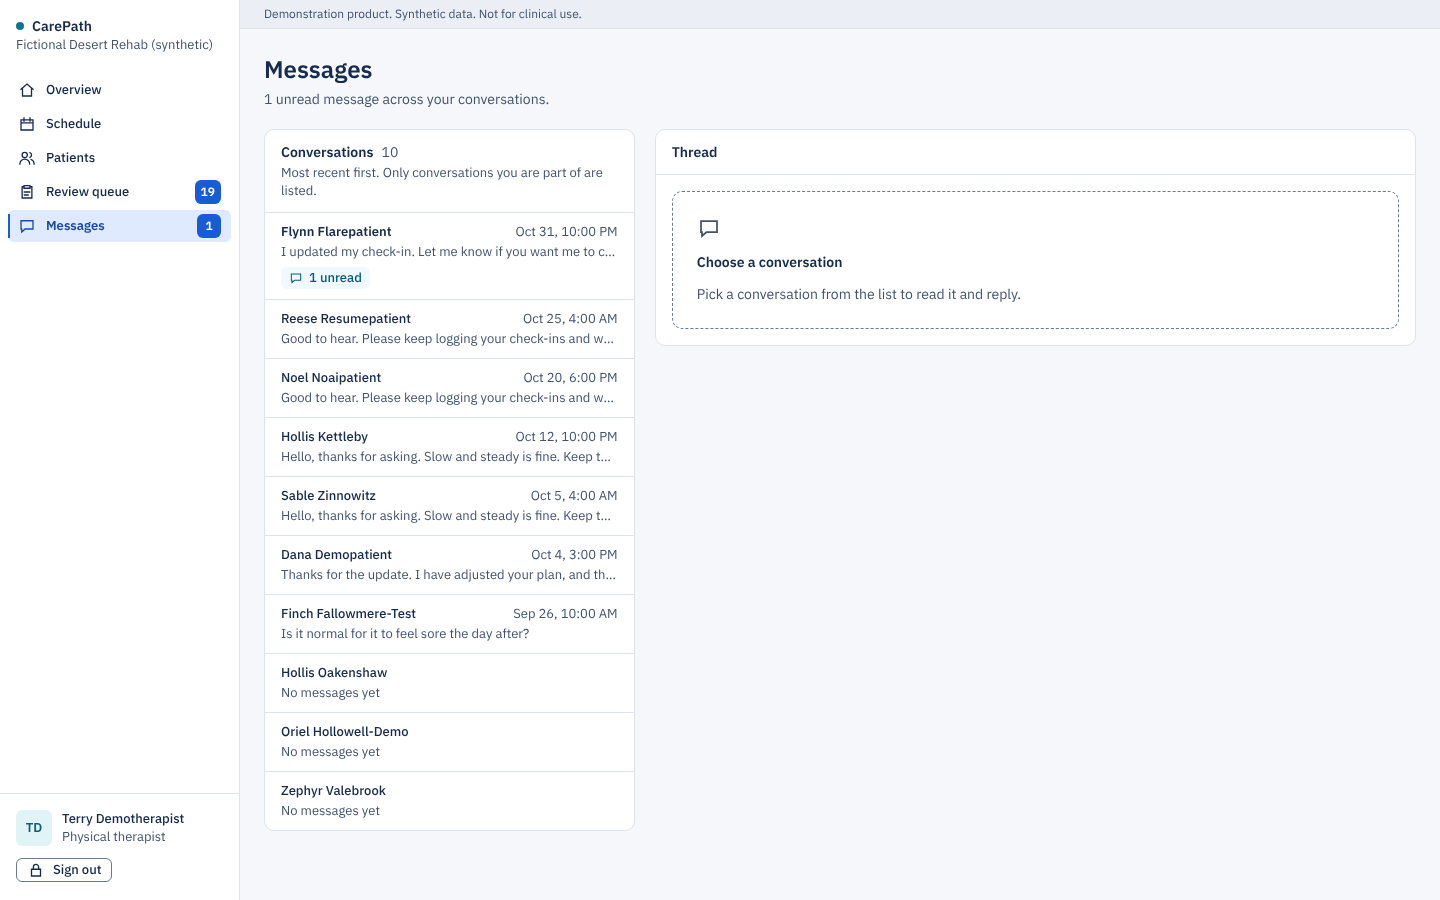 CarePath
Fictional Desert Rehab (synthetic)
Overview
Schedule
Patients
Review queue 19
Messages 1
Terry Demotherapist
TD
Physical therapist
Sign out
Demonstration product. Synthetic data. Not for clinical use.
Messages
1 unread message across your conversations.
Conversations 10
Most recent first. Only conversations you are part of are
listed.
Flynn Flarepatient Oct 31, 10:00 PM
I updated my check-in. Let me know if you want me to c...
1 unread
Reese Resumepatient Oct 25, 4:00 AM
Good to hear. Please keep logging your check-ins and w...
Noel Noaipatient Oct 20, 6:00 PM
Good to hear. Please keep logging your check-ins and w...
Hollis Kettleby Oct 12, 10:00 PM
Hello, thanks for asking. Slow and steady is fine. Keep t...
Sable Zinnowitz Oct 5, 4:00 AM
Hello, thanks for asking. Slow and steady is fine. Keep t...
Dana Demopatient Oct 4, 3:00 PM
Thanks for the update. I have adjusted your plan, and th...
Finch Fallowmere-Test Sep 26, 10:00 AM
Is it normal for it to feel sore the day after?
Hollis Oakenshaw
No messages yet
Oriel Hollowell-Demo
No messages yet
Zephyr Valebrook
No messages yet
Thread
Choose a conversation
Pick a conversation from the list to read it and reply.